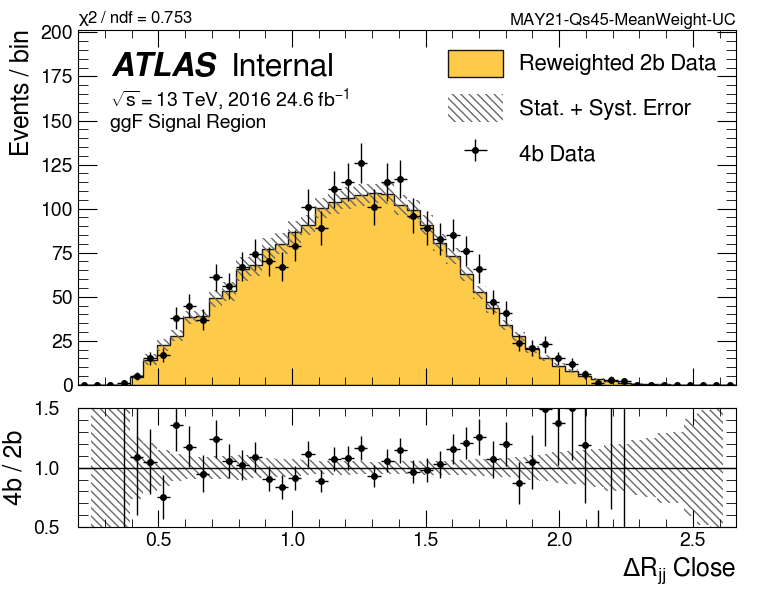 χ2 / ndf = 0.753 MAY21-Qs45-MeanWeight-UC
ATLAS Internal
√s = 13 TeV, 2016 24.6 fb⁻¹
ggF Signal Region
Reweighted 2b Data
Stat. + Syst. Error
4b Data
Events / bin
200
175
150
125
100
75
50
25
0
4b / 2b
1.5
1.0
0.5
0.5 1.0 1.5 2.0 2.5
ΔRjj Close